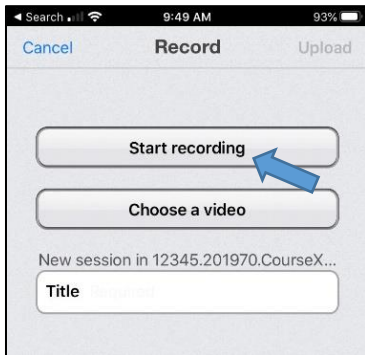 Search 9:49 AM 93%
Cancel Record Upload
Start recording
Choose a video
New session in 12345.201970.CourseX...
Title Required